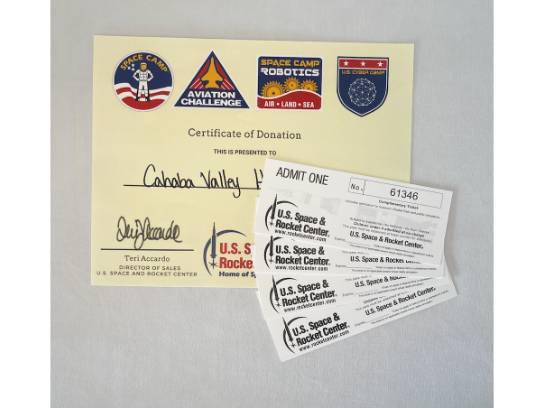 SPACE CAMP
AVIATION
CHALLENGE
SPACE CAMP
ROBOTICS
AIR • LAND • SEA
U.S. CYBER CAMP
Certificate of Donation
THIS IS PRESENTED TO
Cahaba Valley H
Teri Accardo
DIRECTOR OF SALES
U.S. SPACE AND ROCKET CENTER
U.S. S
Rocke
Home of Sp
ADMIT ONE
No. 61346
Complimentary Ticket
U.S. Space &
Rocket Center.
www.rocketcenter.com
U.S. Space & Rocket Center.
U.S. Space &
Rocket Center.
www.rocketcenter.com
U.S. Space & Rocket Center.
U.S. Space &
Rocket Center.
www.rocketcenter.com
U.S. Space & Rocket Center.
U.S. Space &
Rocket Center.
www.rocketcenter.com
U.S. Space & Rocket Center.